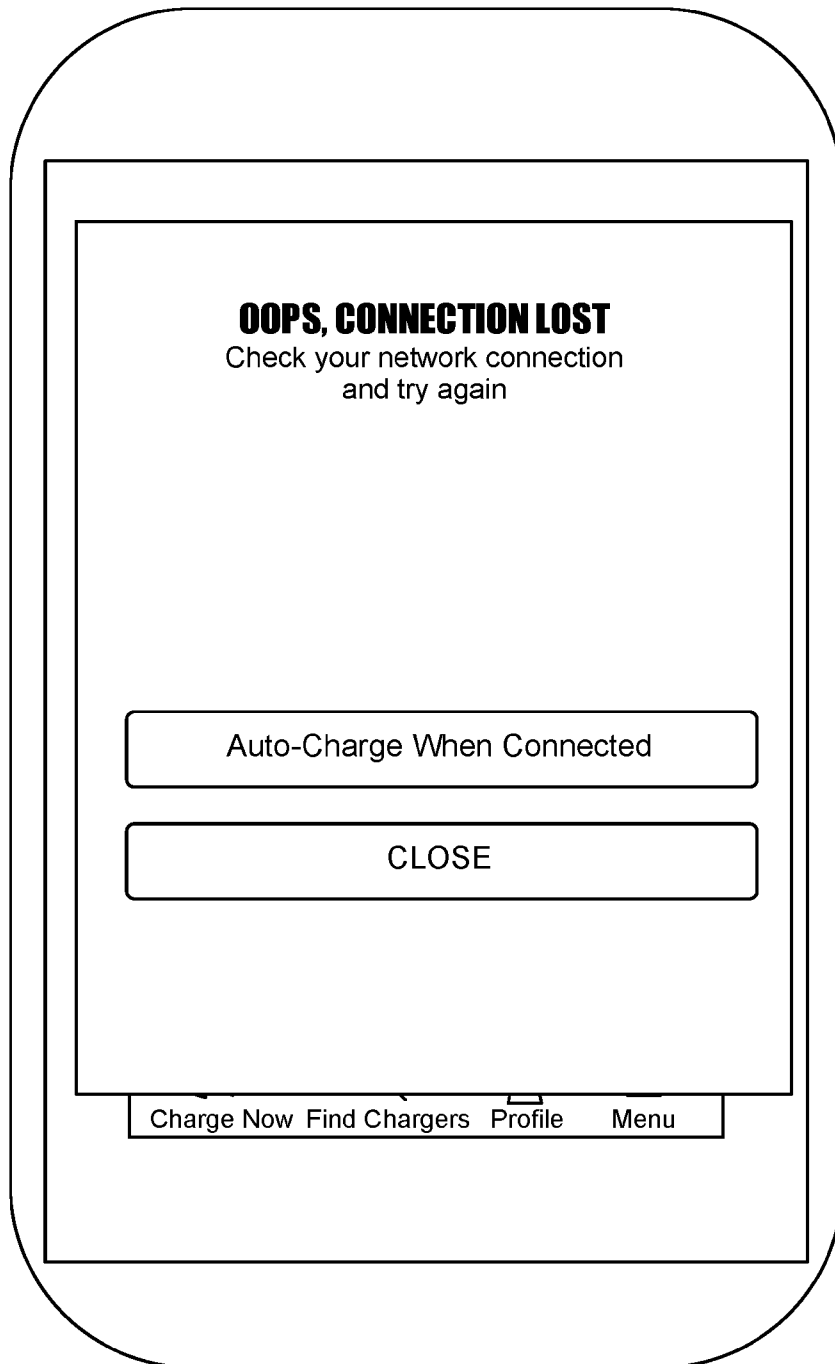 OOPS, CONNECTION LOST
Check your network connection
and try again
Auto-Charge When Connected
CLOSE
Charge Now Find Chargers Profile Menu